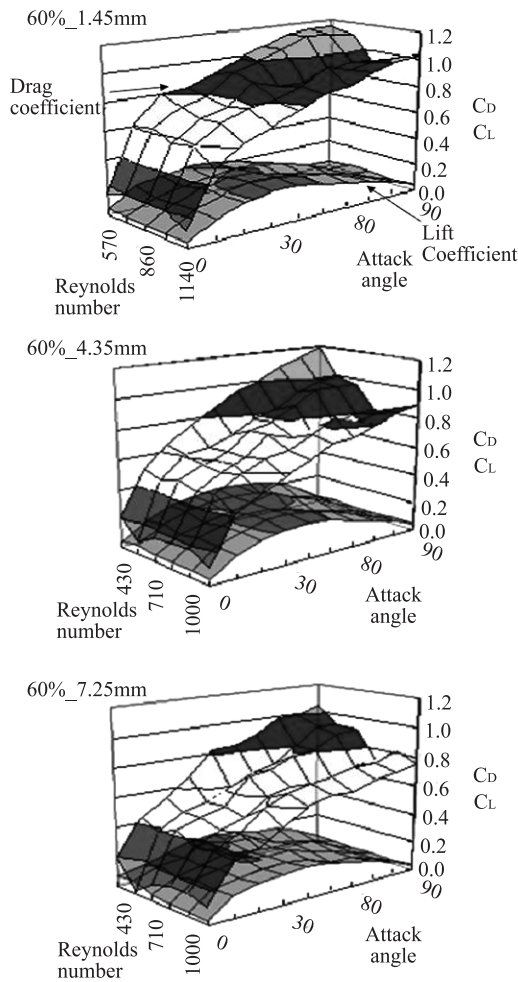 60%_1.45mm
1.2
1.0
0.8
0.6
0.4
0.2
0.0
CD
CL
Drag
coefficient
Lift
Coefficient
570
860
1140
Reynolds
number
0
30
80
90
Attack
angle
60%_4.35mm
1.2
1.0
0.8
0.6
0.4
0.2
0.0
CD
CL
430
710
1000
Reynolds
number
0
30
80
90
Attack
angle
60%_7.25mm
1.2
1.0
0.8
0.6
0.4
0.2
0.0
CD
CL
430
710
1000
Reynolds
number
0
30
80
90
Attack
angle